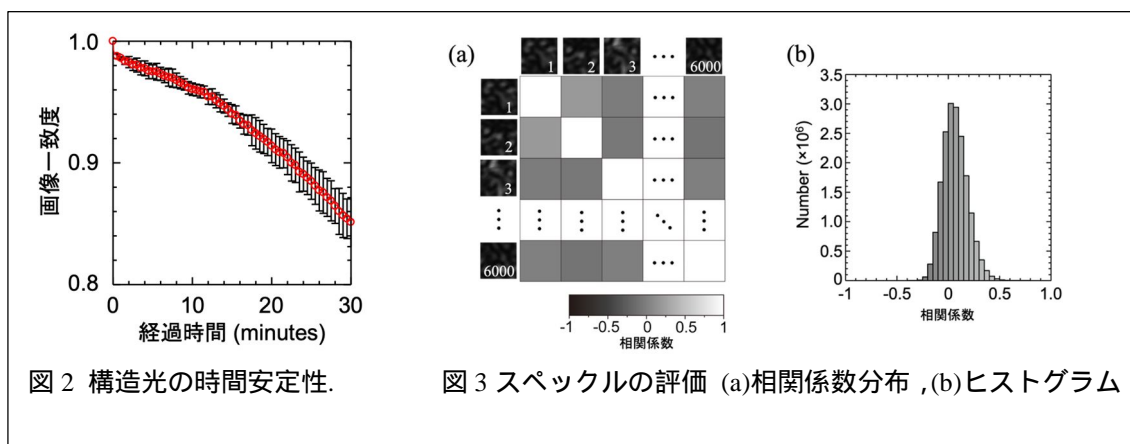 1.0
0.9
0.8
画像一致度
0 10 20 30
経過時間 (minutes)
図 2 構造光の時間安定性.
(a)
1 2 3 ··· 6000
1 ···
2 ···
3 ···
6000 ···
-1 -0.5 0 0.5 1
相関係数
(b)
3.5
3.0
2.5
2.0
1.5
1.0
0.5
0
Number (×10⁶)
-1 -0.5 0 0.5 1.0
相関係数
図 3 スペックルの評価 (a)相関係数分布 , (b)ヒストグラム